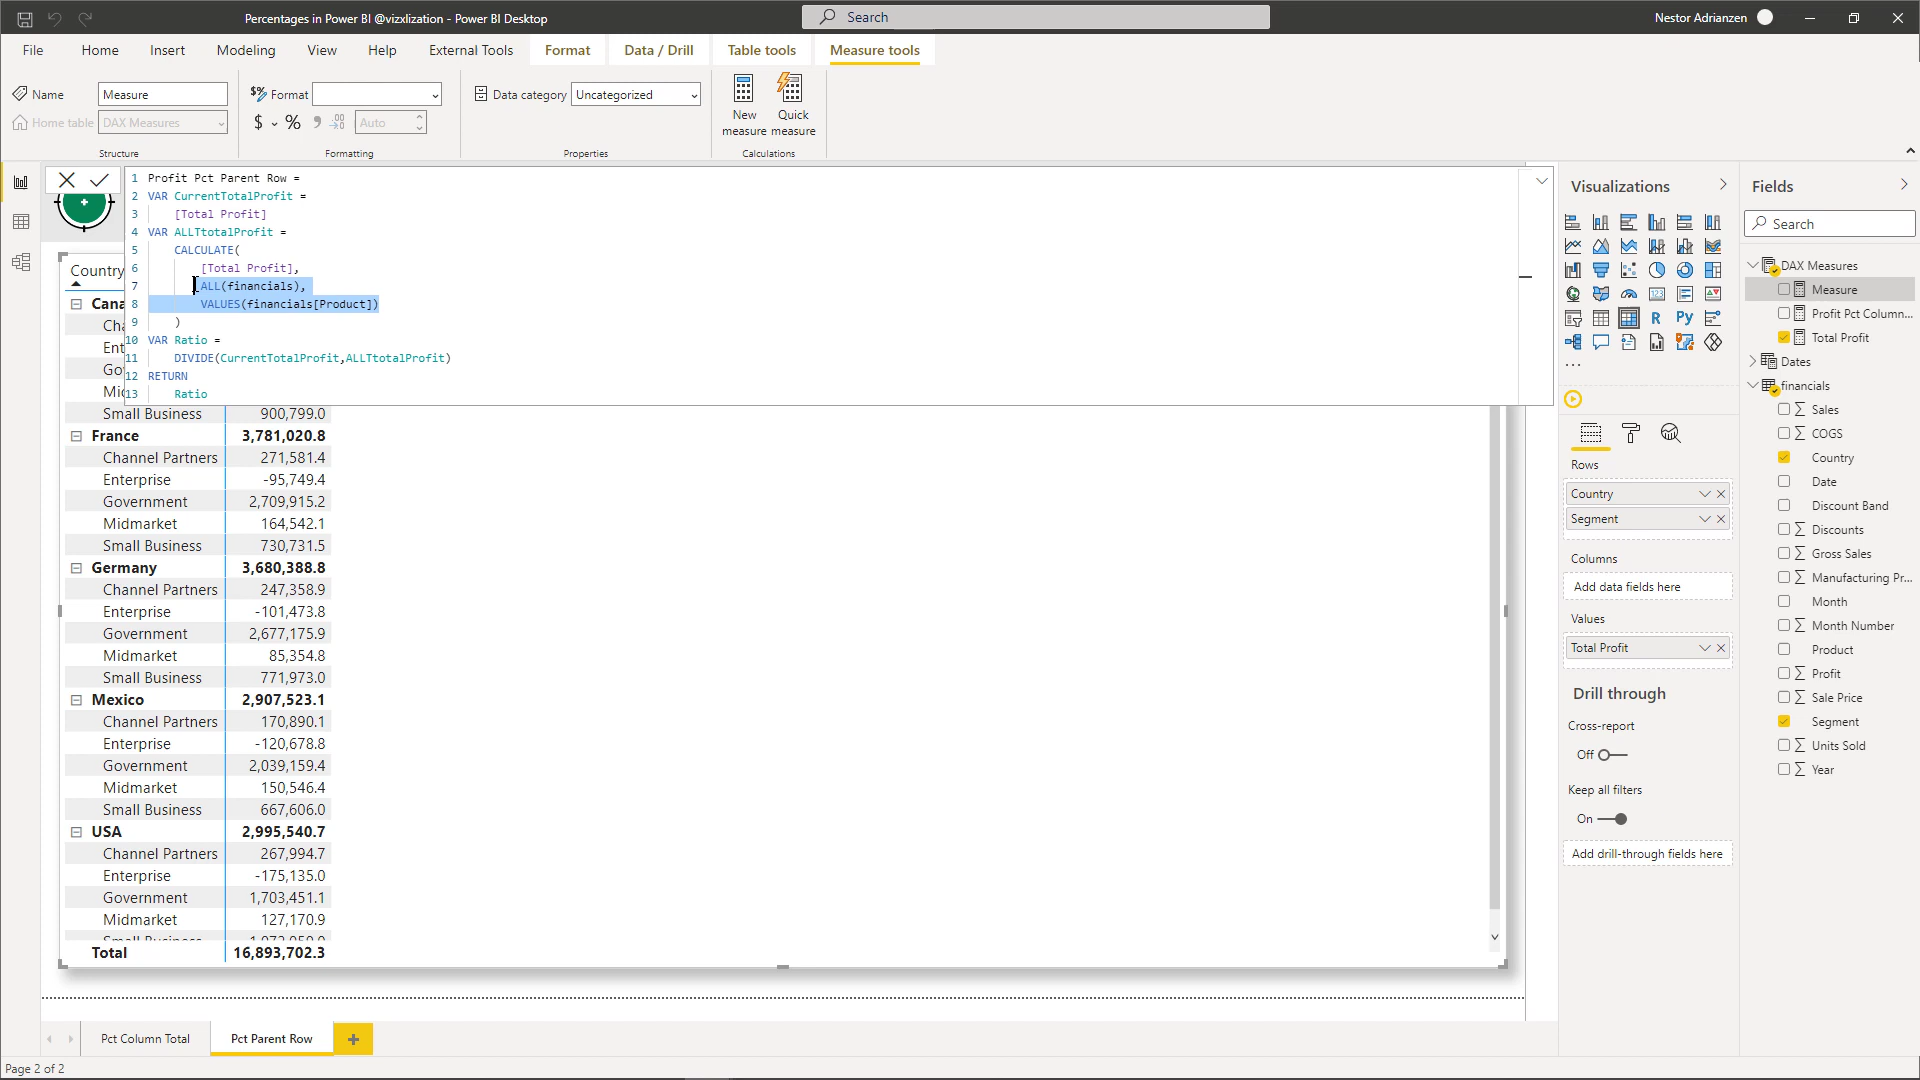 Percentages in Power BI @vizxlization - Power BI Desktop
Search
Nestor Adrianzen
File Home Insert Modeling View Help External Tools Format Data / Drill Table tools Measure tools
Name Measure
Home table DAX Measures
Structure
$% Format
$ % Auto
Formatting
Data category Uncategorized
Properties
New measure
Quick measure
Calculations
1 Profit Pct Parent Row =
2 VAR CurrentTotalProfit =
3 [Total Profit]
4 VAR ALLTtotalProfit =
5 CALCULATE(
6 [Total Profit],
7 ALL(financials),
8 VALUES(financials[Product])
9 )
10 VAR Ratio =
11 DIVIDE(CurrentTotalProfit,ALLTtotalProfit)
12 RETURN
13 Ratio
Country
Cana
Cha
Ent
Go
Mid
Small Business 900,799.0
France 3,781,020.8
Channel Partners 271,581.4
Enterprise -95,749.4
Government 2,709,915.2
Midmarket 164,542.1
Small Business 730,731.5
Germany 3,680,388.8
Channel Partners 247,358.9
Enterprise -101,473.8
Government 2,677,175.9
Midmarket 85,354.8
Small Business 771,973.0
Mexico 2,907,523.1
Channel Partners 170,890.1
Enterprise -120,678.8
Government 2,039,159.4
Midmarket 150,546.4
Small Business 667,606.0
USA 2,995,540.7
Channel Partners 267,994.7
Enterprise -175,135.0
Government 1,703,451.1
Midmarket 127,170.9
Total 16,893,702.3
Visualizations
R Py
...
Rows
Country
Segment
Columns
Add data fields here
Values
Total Profit
Drill through
Cross-report
Off
Keep all filters
On
Add drill-through fields here
Fields
Search
DAX Measures
Measure
Profit Pct Column...
Total Profit
Dates
financials
Sales
COGS
Country
Date
Discount Band
Discounts
Gross Sales
Manufacturing Pr...
Month
Month Number
Product
Profit
Sale Price
Segment
Units Sold
Year
Pct Column Total
Pct Parent Row
Page 2 of 2